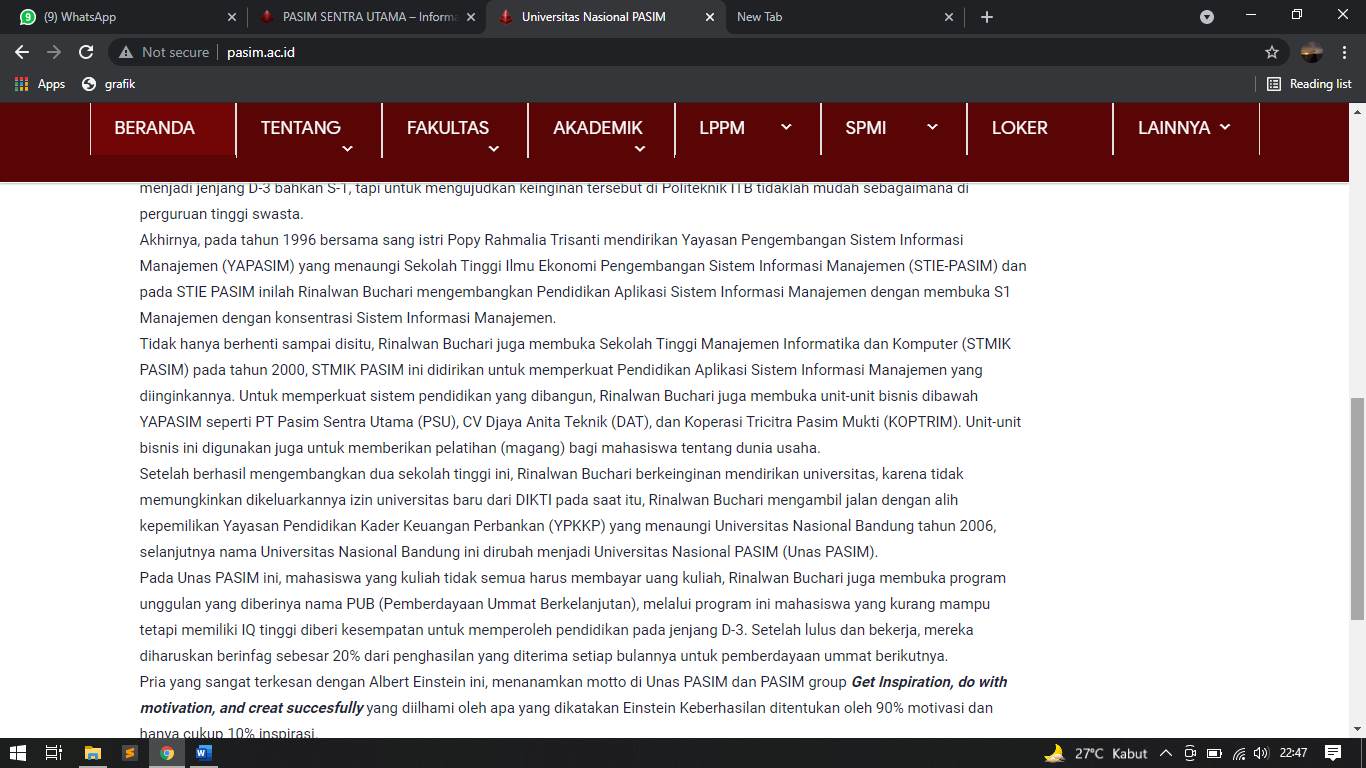 (9) WhatsApp
PASIM SENTRA UTAMA – Informa
Universitas Nasional PASIM
New Tab
Not secure
pasim.ac.id
Apps
grafik
Reading list
BERANDA
TENTANG
FAKULTAS
AKADEMIK
LPPM
SPMI
LOKER
LAINNYA
menjadi jenjang D-3 bahkan S-1, tapi untuk mengujudkan keinginan tersebut di Politeknik ITB tidaklah mudah sebagaimana di
perguruan tinggi swasta.
Akhirnya, pada tahun 1996 bersama sang istri Popy Rahmalia Trisanti mendirikan Yayasan Pengembangan Sistem Informasi
Manajemen (YAPASIM) yang menaungi Sekolah Tinggi Ilmu Ekonomi Pengembangan Sistem Informasi Manajemen (STIE-PASIM) dan
pada STIE PASIM inilah Rinalwan Buchari mengembangkan Pendidikan Aplikasi Sistem Informasi Manajemen dengan membuka S1
Manajemen dengan konsentrasi Sistem Informasi Manajemen.
Tidak hanya berhenti sampai disitu, Rinalwan Buchari juga membuka Sekolah Tinggi Manajemen Informatika dan Komputer (STMIK
PASIM) pada tahun 2000, STMIK PASIM ini didirikan untuk memperkuat Pendidikan Aplikasi Sistem Informasi Manajemen yang
diinginkannya. Untuk memperkuat sistem pendidikan yang dibangun, Rinalwan Buchari juga membuka unit-unit bisnis dibawah
YAPASIM seperti PT Pasim Sentra Utama (PSU), CV Djaya Anita Teknik (DAT), dan Koperasi Tricitra Pasim Mukti (KOPTRIM). Unit-unit
bisnis ini digunakan juga untuk memberikan pelatihan (magang) bagi mahasiswa tentang dunia usaha.
Setelah berhasil mengembangkan dua sekolah tinggi ini, Rinalwan Buchari berkeinginan mendirikan universitas, karena tidak
memungkinkan dikeluarkannya izin universitas baru dari DIKTI pada saat itu, Rinalwan Buchari mengambil jalan dengan alih
kepemilikan Yayasan Pendidikan Kader Keuangan Perbankan (YPKKP) yang menaungi Universitas Nasional Bandung tahun 2006,
selanjutnya nama Universitas Nasional Bandung ini dirubah menjadi Universitas Nasional PASIM (Unas PASIM).
Pada Unas PASIM ini, mahasiswa yang kuliah tidak semua harus membayar uang kuliah, Rinalwan Buchari juga membuka program
unggulan yang diberinya nama PUB (Pemberdayaan Ummat Berkelanjutan), melalui program ini mahasiswa yang kurang mampu
tetapi memiliki IQ tinggi diberi kesempatan untuk memperoleh pendidikan pada jenjang D-3. Setelah lulus dan bekerja, mereka
diharuskan berinfag sebesar 20% dari penghasilan yang diterima setiap bulannya untuk pemberdayaan ummat berikutnya.
Pria yang sangat terkesan dengan Albert Einstein ini, menanamkan motto di Unas PASIM dan PASIM group Get Inspiration, do with
motivation, and creat succesfully yang diilhami oleh apa yang dikatakan Einstein Keberhasilan ditentukan oleh 90% motivasi dan
hanya cukup 10% inspirasi.
27°C Kabut
22:47